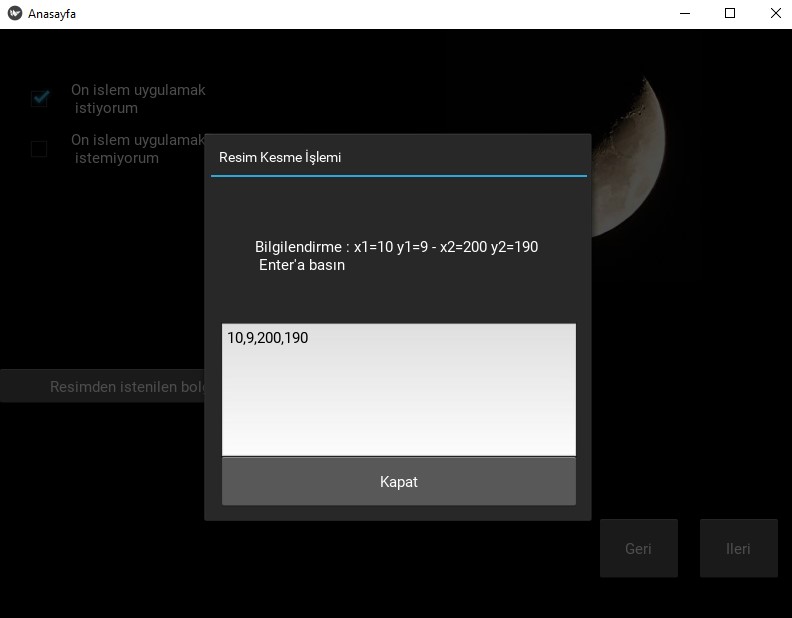 Anasayfa
On islem uygulamak
istiyorum
On islem uygulamak
istemiyorum
Resim Kesme İşlemi
Bilgilendirme : x1=10 y1=9 - x2=200 y2=190
Enter'a basın
10,9,200,190
Resimden istenilen
Kapat
Geri
Ileri